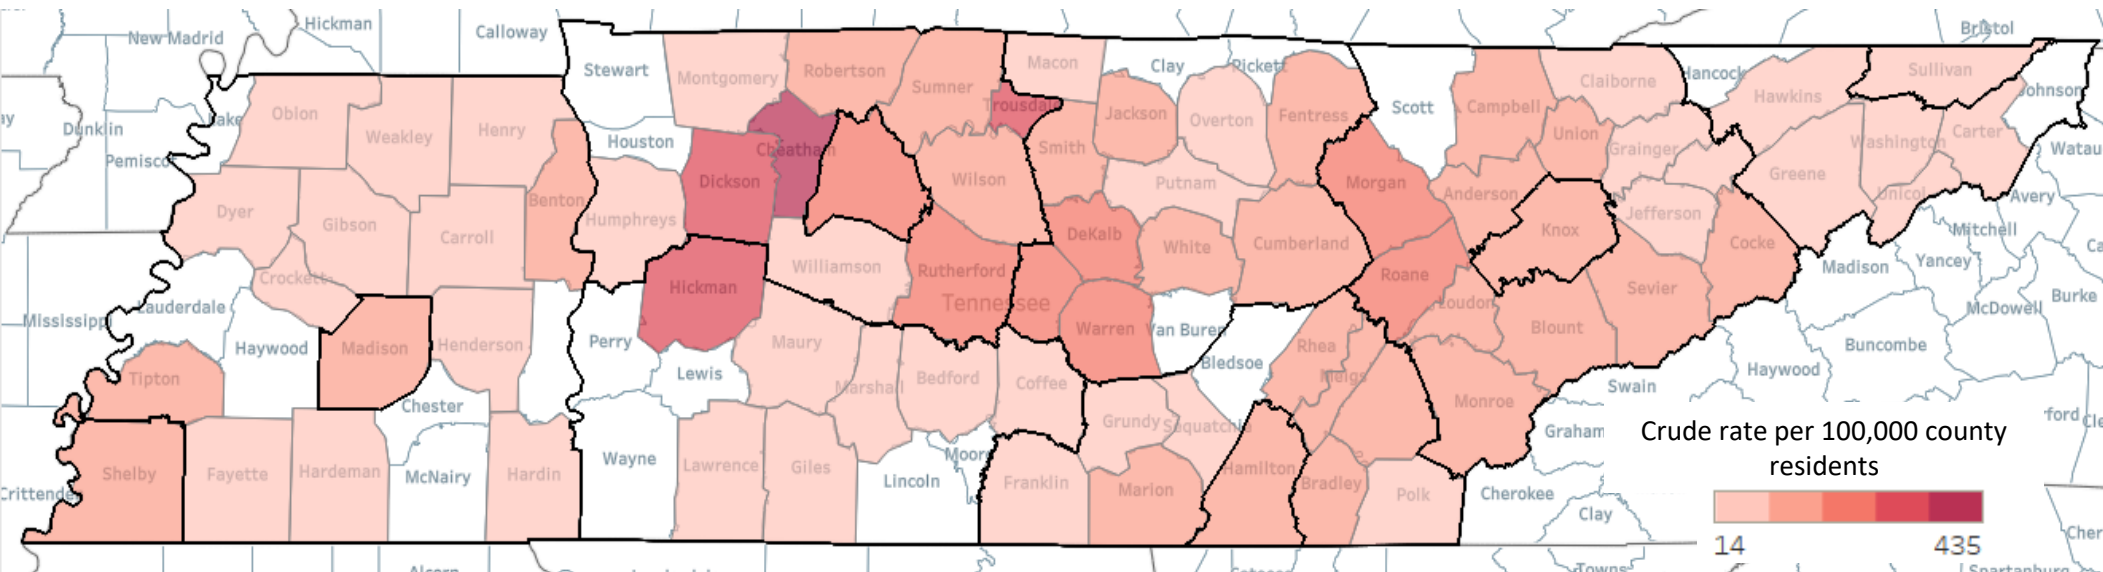 Hickman
New Madrid
Calloway
Bristol
Stewart
Montgomery
Robertson
Sumner
Macon
Clay
Pickett
Scott
Claiborne
Hancock
Hawkins
Sullivan
Johnson
Dunklin
Lake
Obion
Weakley
Henry
Houston
Cheatham
Trousdale
Jackson
Overton
Fentress
Campbell
Union
Grainger
Washington
Carter
Watau
Pemiscot
Benton
Dickson
Wilson
Smith
Putnam
Morgan
Anderson
Greene
Unicoi
Avery
Dyer
Gibson
Carroll
Humphreys
DeKalb
White
Cumberland
Knox
Jefferson
Cocke
Mitchell
Crockett
Hickman
Williamson
Rutherford
Tennessee
Roane
Loudon
Sevier
Madison
Yancey
Burke
McDowell
Mississippi
Lauderdale
Haywood
Madison
Henderson
Perry
Lewis
Maury
Marshall
Bedford
Coffee
Warren
Van Buren
Bledsoe
Rhea
Meigs
Blount
Monroe
Swain
Haywood
Buncombe
Tipton
Chester
Grundy
Sequatchie
Graham
Shelby
Fayette
Hardeman
McNairy
Hardin
Wayne
Lawrence
Giles
Lincoln
Moore
Franklin
Marion
Hamilton
Bradley
Polk
Cherokee
Clay
Crittenden
Crude rate per 100,000 county
residents
14 435
Towns
Spartanburg
Alcorn